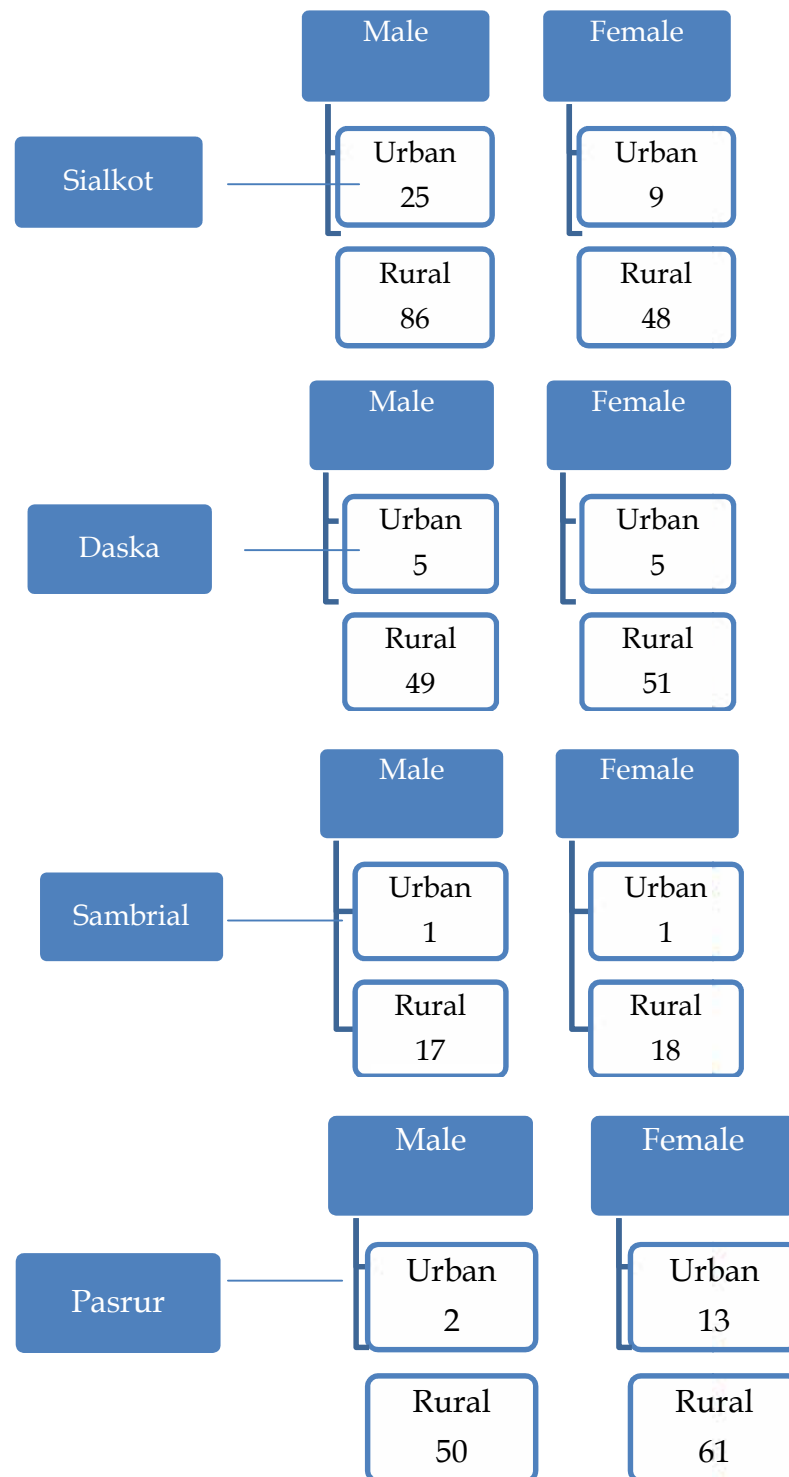 Male
Female
Sialkot
Urban
25
Urban
9
Rural
86
Rural
48
Male
Female
Daska
Urban
5
Urban
5
Rural
49
Rural
51
Male
Female
Sambrial
Urban
1
Urban
1
Rural
17
Rural
18
Male
Female
Pasrur
Urban
2
Urban
13
Rural
50
Rural
61